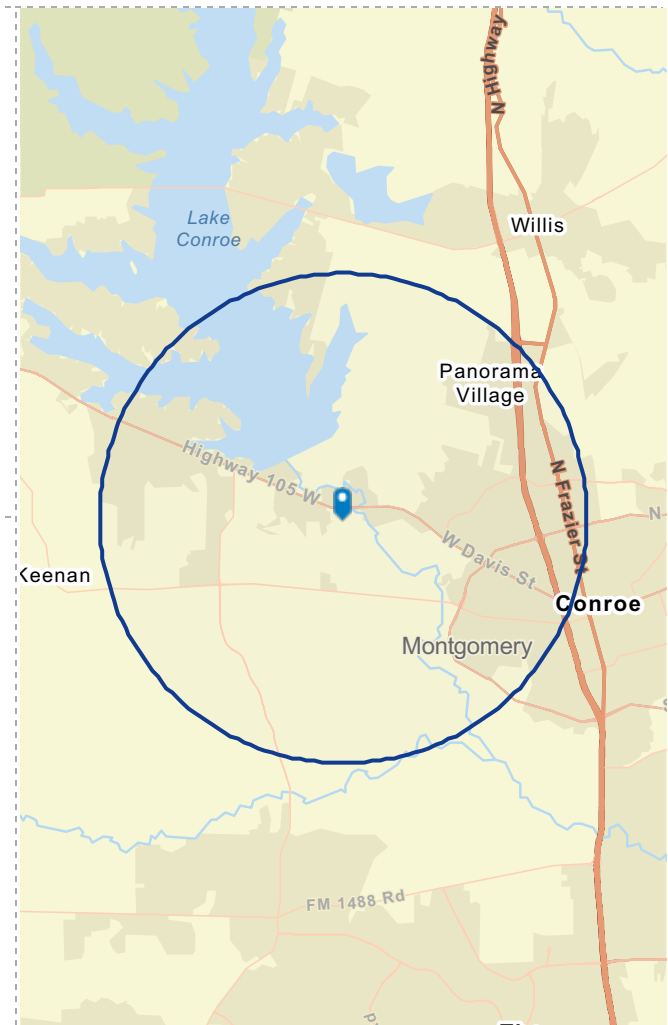 N Highway
Lake
Conroe
Willis
Panorama
Village
Highway 105 W
N Frazier St
N
W Davis St
Keenan
Conroe
Montgomery
FM 1488 Rd